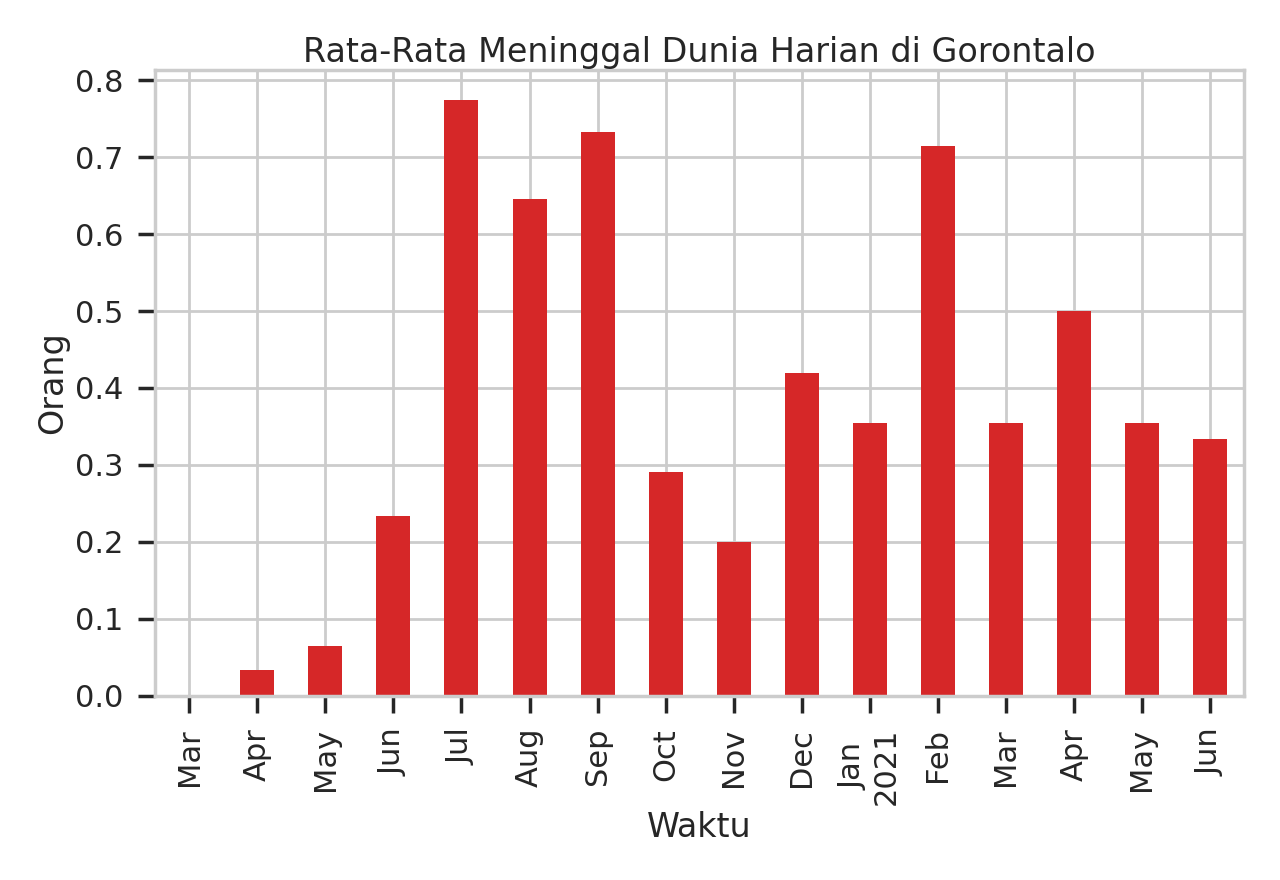 Rata-Rata Meninggal Dunia Harian di Gorontalo
0.8
0.7
0.6
0.5
0.4
0.3
0.2
0.1
0.0
Orang
Mar
Apr
May
Jun
Jul
Aug
Sep
Oct
Nov
Dec
Jan
2021
Feb
Mar
Apr
May
Jun
Waktu